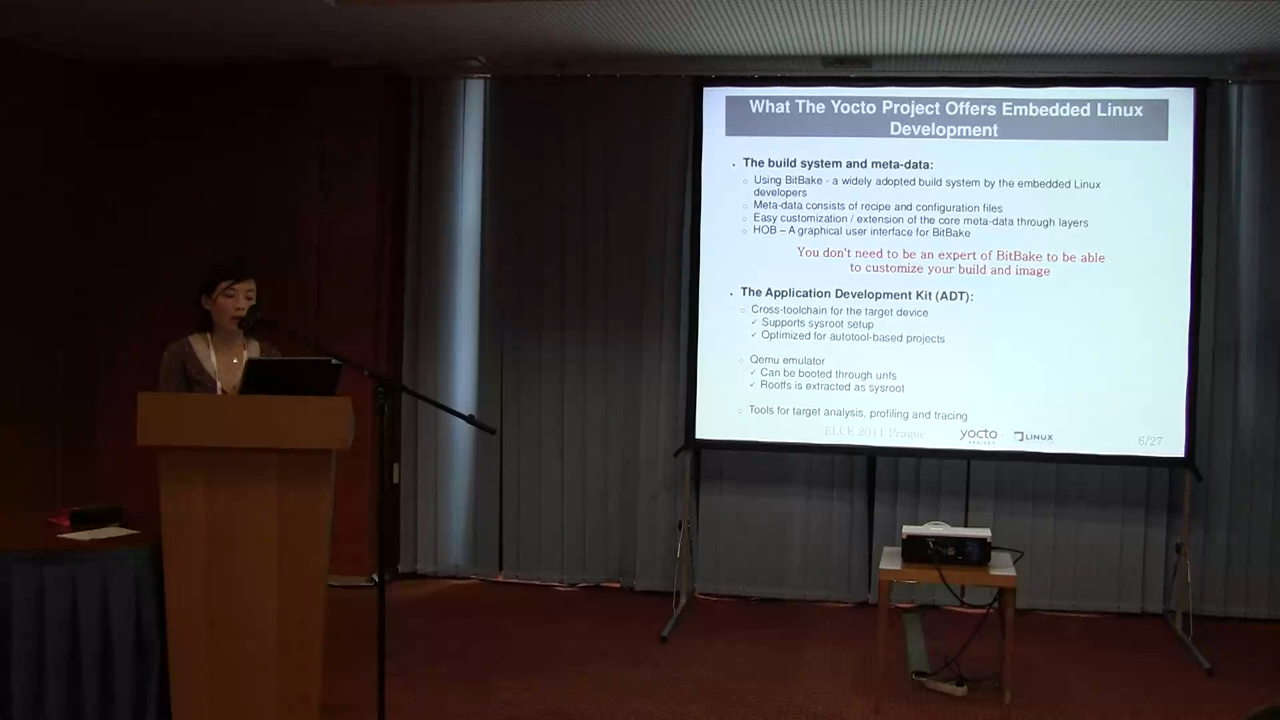 What The Yocto Project Offers Embedded Linux
Development
The build system and meta-data:
Using BitBake - a widely adopted build system by the embedded Linux
developers
Meta-data consists of recipe and configuration files
Easy customization / extension of the core meta-data through layers
HOB – A graphical user interface for BitBake
You don't need to be an expert of BitBake to be able
to customize your build and image
The Application Development Kit (ADT):
Cross-toolchain for the target device
✓ Supports sysroot setup
✓ Optimized for autotool-based projects
Qemu emulator
✓ Can be booted through unfs
✓ Rootfs is extracted as sysroot
Tools for target analysis, profiling and tracing
ELCE 2011 Prague
yocto
PROJECT
LINUX
6/27